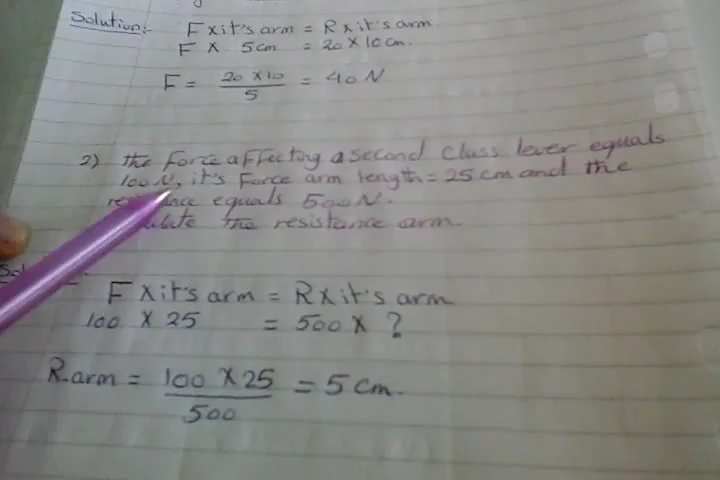 Solution:-
F x it's arm = R x it's arm
F x 5cm = 20 x 10 cm.
F = 20 x 10 / 5 = 40 N
2) the force affecting a second class lever equals
100 N, it's force arm length = 25 cm and the
equals 500 N.
the resistance arm.
F x it's arm = R x it's arm
100 x 25 = 500 x ?
R.arm = 100 x 25 / 500 = 5 cm.